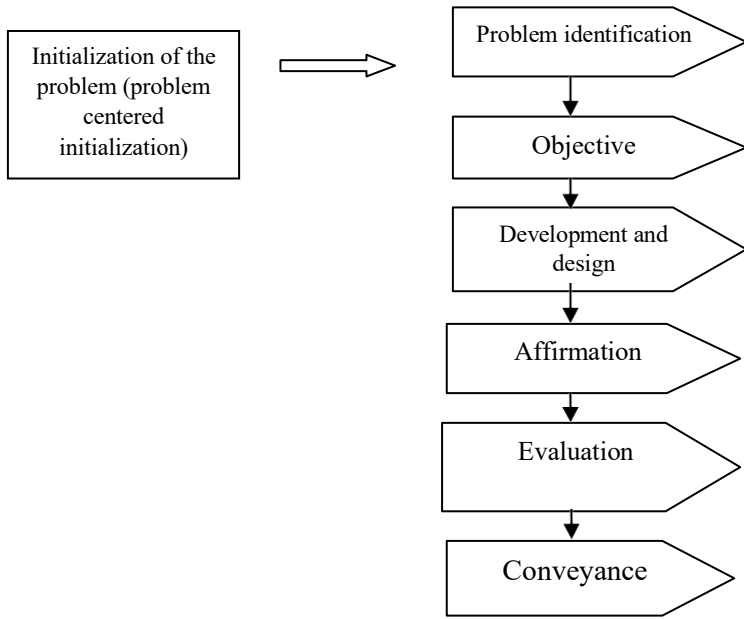 Initialization of the
problem (problem
centered
initialization)
Problem identification
Objective
Development and
design
Affirmation
Evaluation
Conveyance